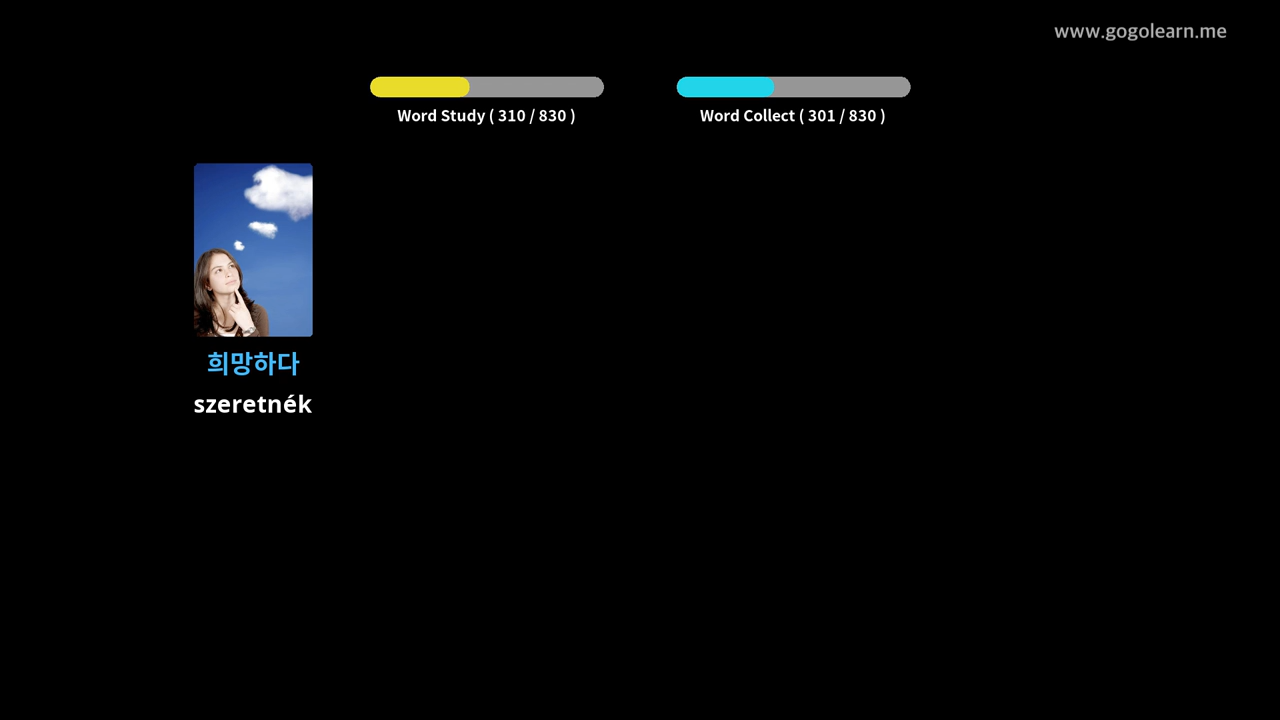 www.gogolearn.me
Word Study ( 310 / 830 )
Word Collect ( 301 / 830 )
희망하다
szeretnék